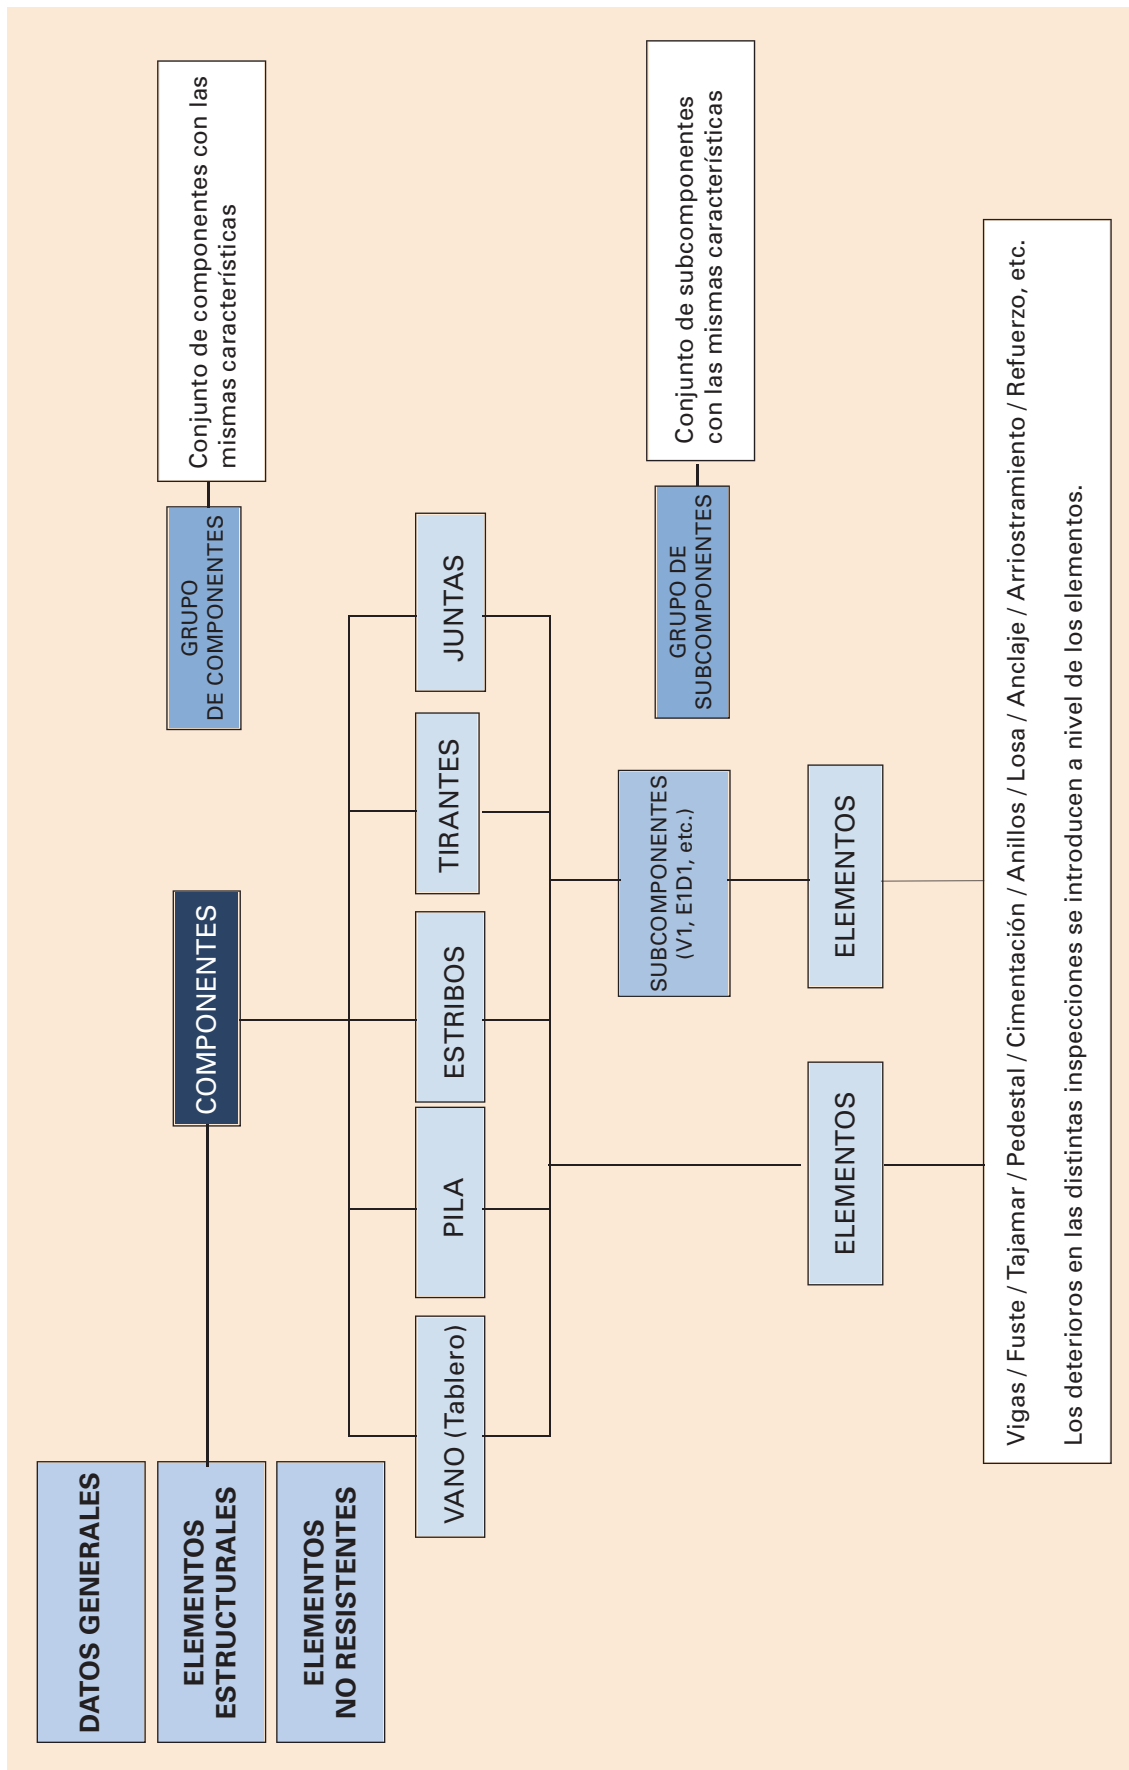 DATOS GENERALES
ELEMENTOS
ESTRUCTURALES
ELEMENTOS
NO RESISTENTES
COMPONENTES
GRUPO
DE COMPONENTES
Conjunto de componentes con las
mismas características
VANO (Tablero)
PILA
ESTRIBOS
TIRANTES
JUNTAS
SUBCOMPONENTES
(V1, E1D1, etc.)
GRUPO DE
SUBCOMPONENTES
Conjunto de subcomponentes
con las mismas características
ELEMENTOS
ELEMENTOS
Vigas / Fuste / Tajamar / Pedestal / Cimentación / Anillos / Losa / Anclaje / Arriostramiento / Refuerzo, etc.
Los deterioros en las distintas inspecciones se introducen a nivel de los elementos.